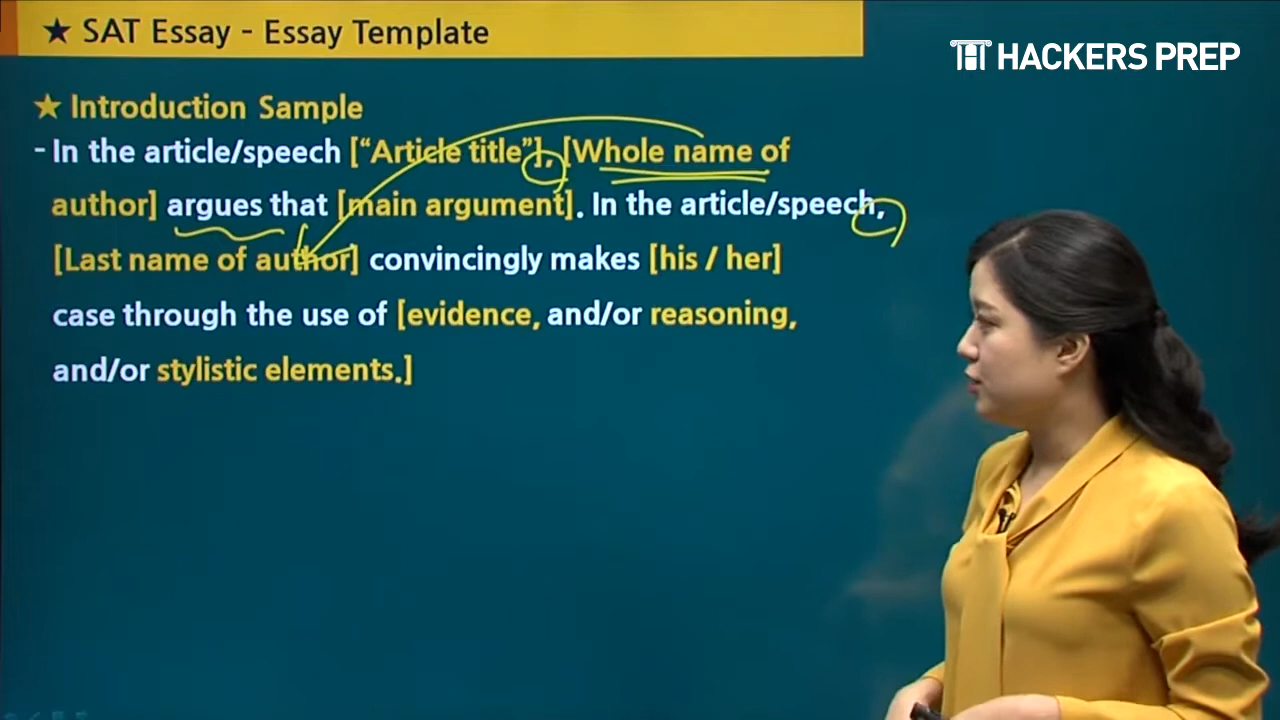 ★ SAT Essay - Essay Template
HACKERS PREP
★ Introduction Sample
- In the article/speech [“Article title”], [Whole name of
author] argues that [main argument]. In the article/speech,
[Last name of author] convincingly makes [his / her]
case through the use of [evidence, and/or reasoning,
and/or stylistic elements.]